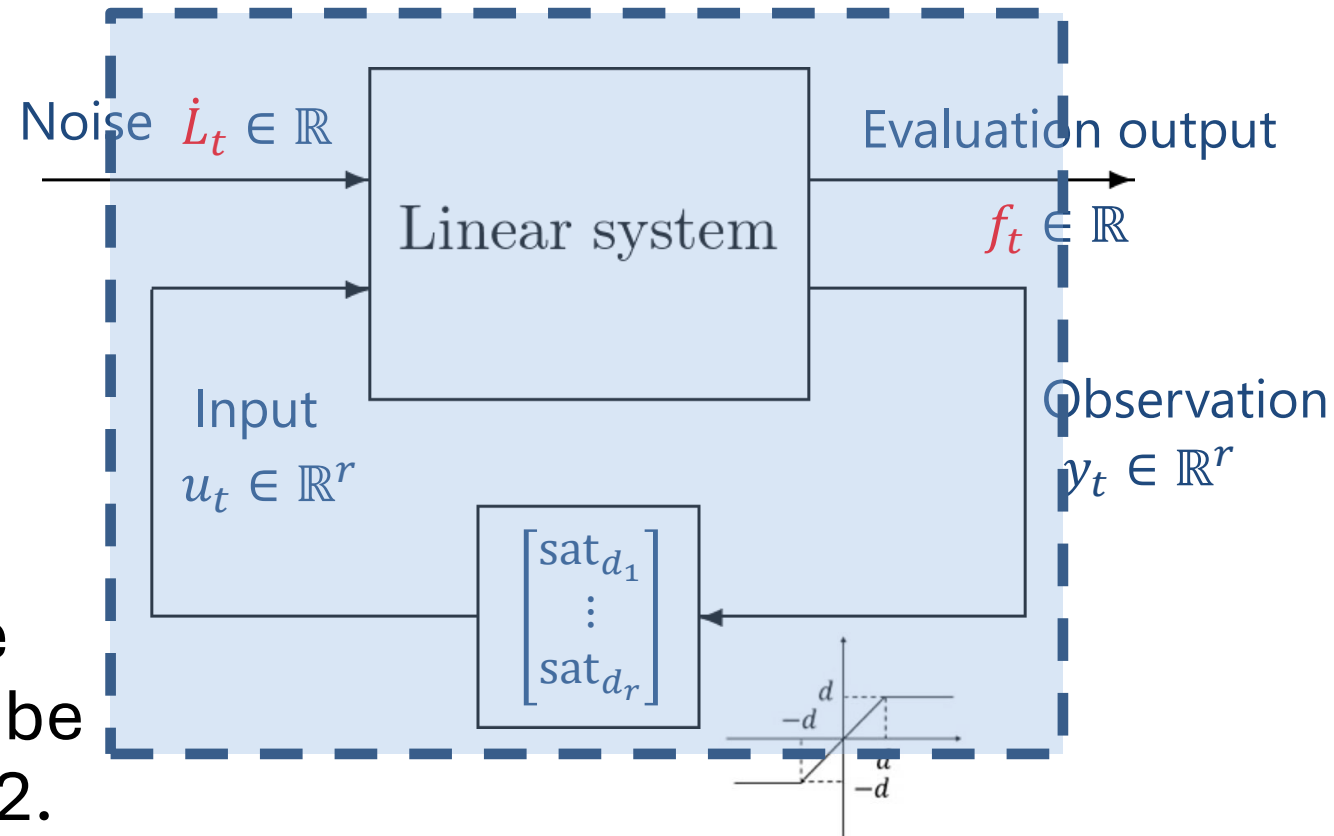 Noise L̇_t ∈ ℝ
Evaluation output
f_t ∈ ℝ
Linear system
Input
u_t ∈ ℝ^r
Observation
y_t ∈ ℝ^r
[sat_{d_1}
⋮
sat_{d_r}]
d
-d
-d
be
2.